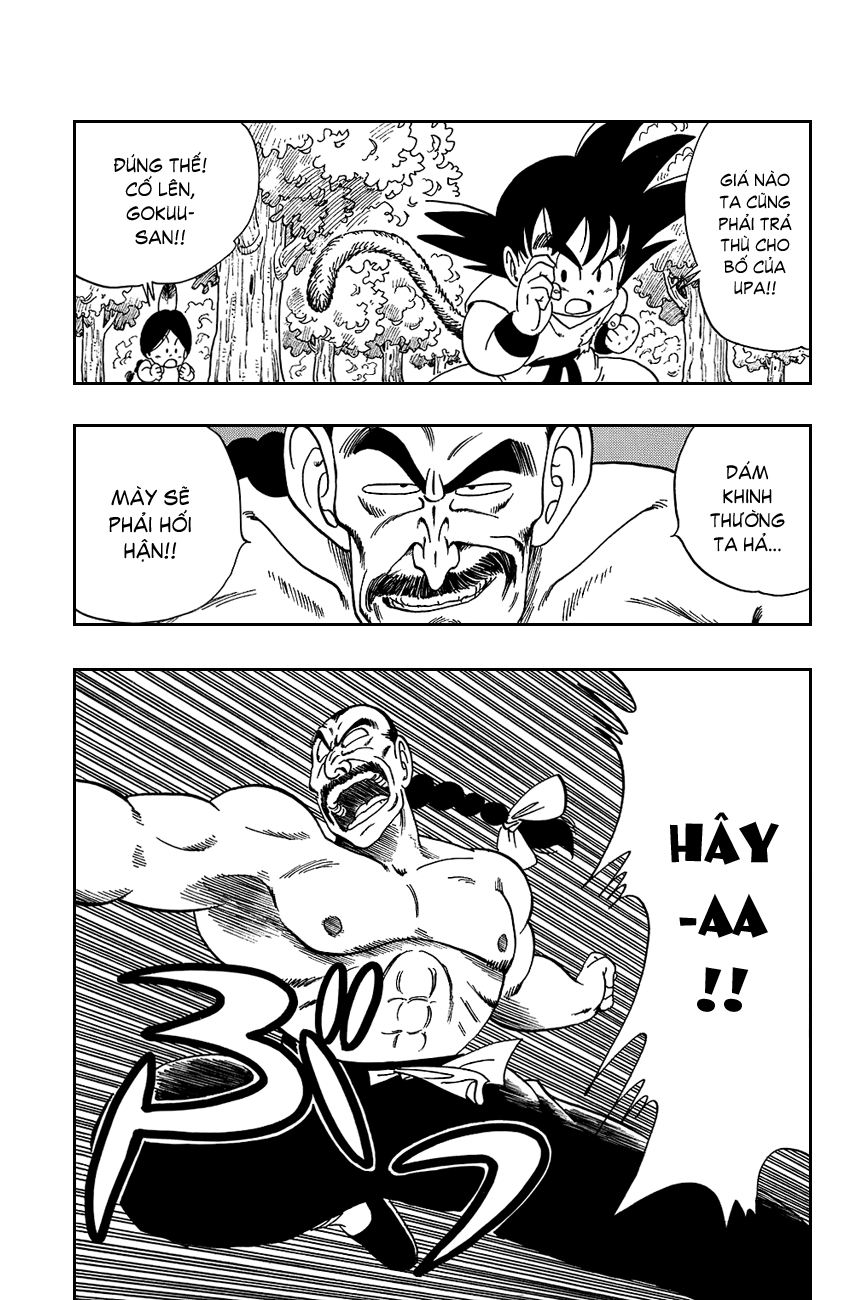 GIÁ NÀO
TA CŨNG
PHẢI TRẢ
THÙ CHO
BỐ CỦA
UPA!!
ĐÚNG THẾ!
CỐ LÊN,
GOKUU-
SAN!!
DÁM
KHINH
THƯỜNG
TA HẢ...
MÀY SẼ
PHẢI HỐI
HẬN!!
HÂY
-AA
!!